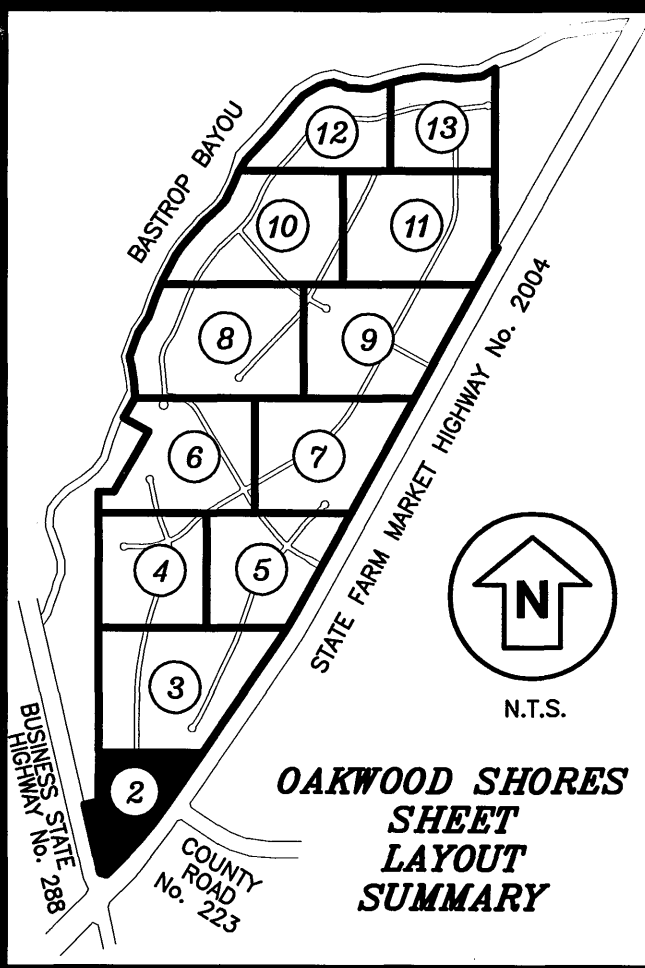 BASTROP BAYOU
12
13
10
11
8
9
STATE FARM MARKET HIGHWAY No. 2004
6
7
4
5
N
N.T.S.
3
BUSINESS STATE
HIGHWAY No. 288
2
COUNTY
ROAD
No. 223
OAKWOOD SHORES
SHEET
LAYOUT
SUMMARY